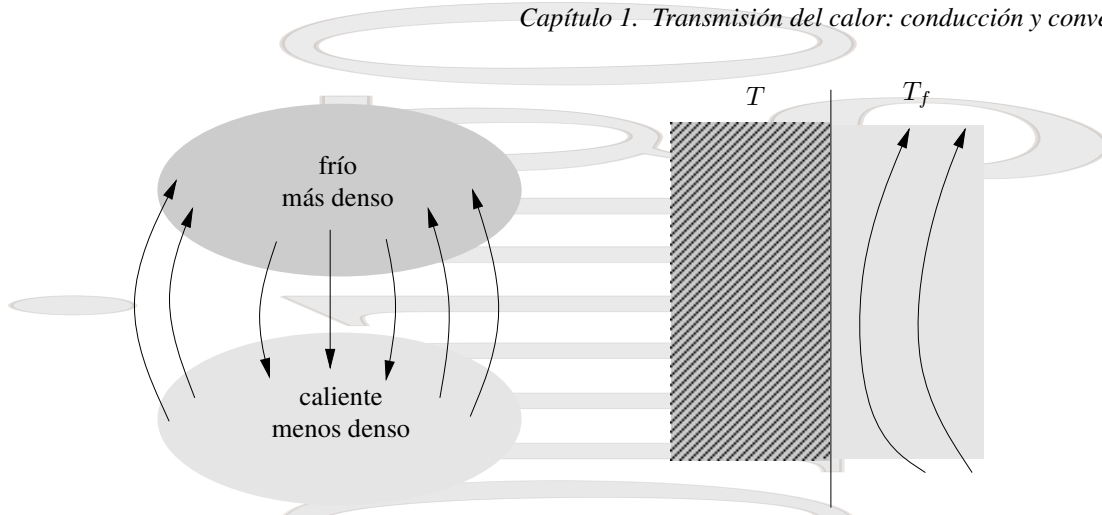 Capítulo 1. Transmisión del calor: conducción y conve
frío
más denso
caliente
menos denso
T
T_f